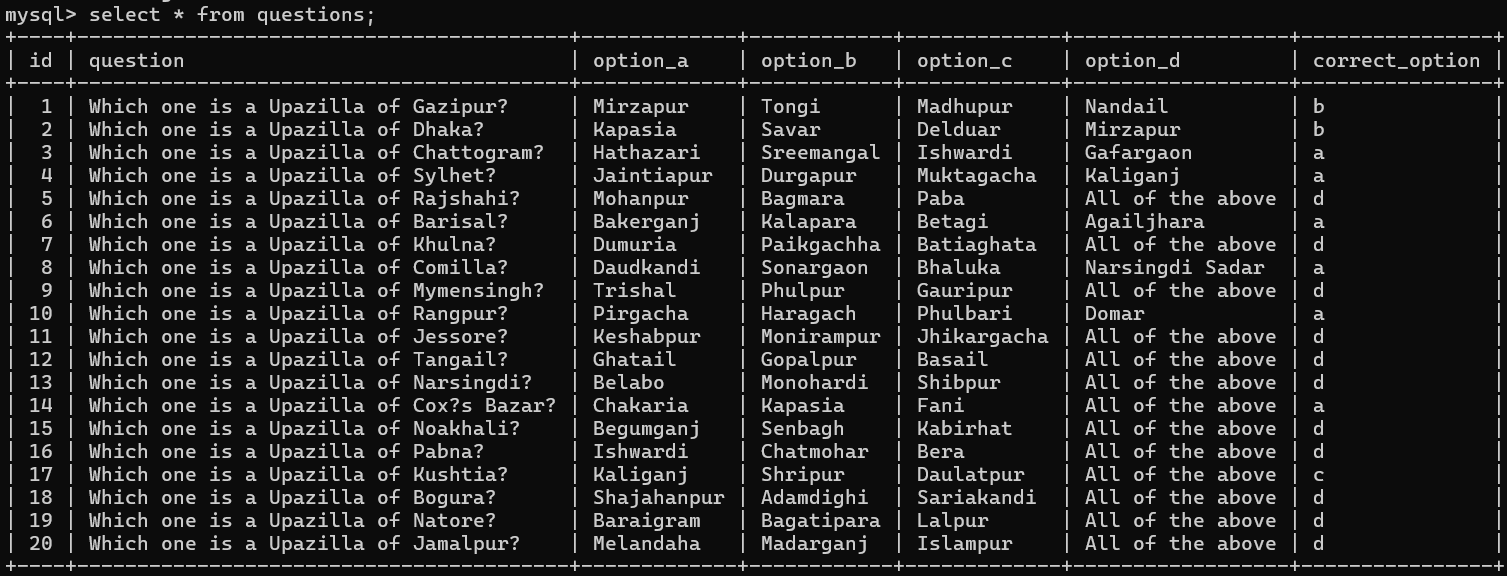 mysql> select * from questions;
+----+-----------------------------------------+-------------+------------+-------------+------------------+----------------+
| id | question                                | option_a    | option_b   | option_c    | option_d         | correct_option |
+----+-----------------------------------------+-------------+------------+-------------+------------------+----------------+
|  1 | Which one is a Upazilla of Gazipur?     | Mirzapur    | Tongi      | Madhupur    | Nandail          | b              |
|  2 | Which one is a Upazilla of Dhaka?       | Kapasia     | Savar      | Delduar     | Mirzapur         | b              |
|  3 | Which one is a Upazilla of Chattogram?  | Hathazari   | Sreemangal | Ishwardi    | Gafargaon        | a              |
|  4 | Which one is a Upazilla of Sylhet?      | Jaintiapur  | Durgapur   | Muktagacha  | Kaliganj         | a              |
|  5 | Which one is a Upazilla of Rajshahi?    | Mohanpur    | Bagmara    | Paba        | All of the above | d              |
|  6 | Which one is a Upazilla of Barisal?     | Bakerganj   | Kalapara   | Betagi      | Agailjhara       | a              |
|  7 | Which one is a Upazilla of Khulna?      | Dumuria     | Paikgachha | Batiaghata  | All of the above | d              |
|  8 | Which one is a Upazilla of Comilla?     | Daudkandi   | Sonargaon  | Bhaluka     | Narsingdi Sadar  | a              |
|  9 | Which one is a Upazilla of Mymensingh?  | Trishal     | Phulpur    | Gauripur    | All of the above | d              |
| 10 | Which one is a Upazilla of Rangpur?     | Pirgacha    | Haragach   | Phulbari    | Domar            | a              |
| 11 | Which one is a Upazilla of Jessore?     | Keshabpur   | Monirampur | Jhikargacha | All of the above | d              |
| 12 | Which one is a Upazilla of Tangail?     | Ghatail     | Gopalpur   | Basail      | All of the above | d              |
| 13 | Which one is a Upazilla of Narsingdi?   | Belabo      | Monohardi  | Shibpur     | All of the above | d              |
| 14 | Which one is a Upazilla of Cox?s Bazar? | Chakaria    | Kapasia    | Fani        | All of the above | a              |
| 15 | Which one is a Upazilla of Noakhali?    | Begumganj   | Senbagh    | Kabirhat    | All of the above | d              |
| 16 | Which one is a Upazilla of Pabna?       | Ishwardi    | Chatmohar  | Bera        | All of the above | d              |
| 17 | Which one is a Upazilla of Kushtia?     | Kaliganj    | Shripur    | Daulatpur   | All of the above | c              |
| 18 | Which one is a Upazilla of Bogura?      | Shajahanpur | Adamdighi  | Sariakandi  | All of the above | d              |
| 19 | Which one is a Upazilla of Natore?      | Baraigram   | Bagatipara | Lalpur      | All of the above | d              |
| 20 | Which one is a Upazilla of Jamalpur?    | Melandaha   | Madarganj  | Islampur    | All of the above | d              |
+----+-----------------------------------------+-------------+------------+-------------+------------------+----------------+